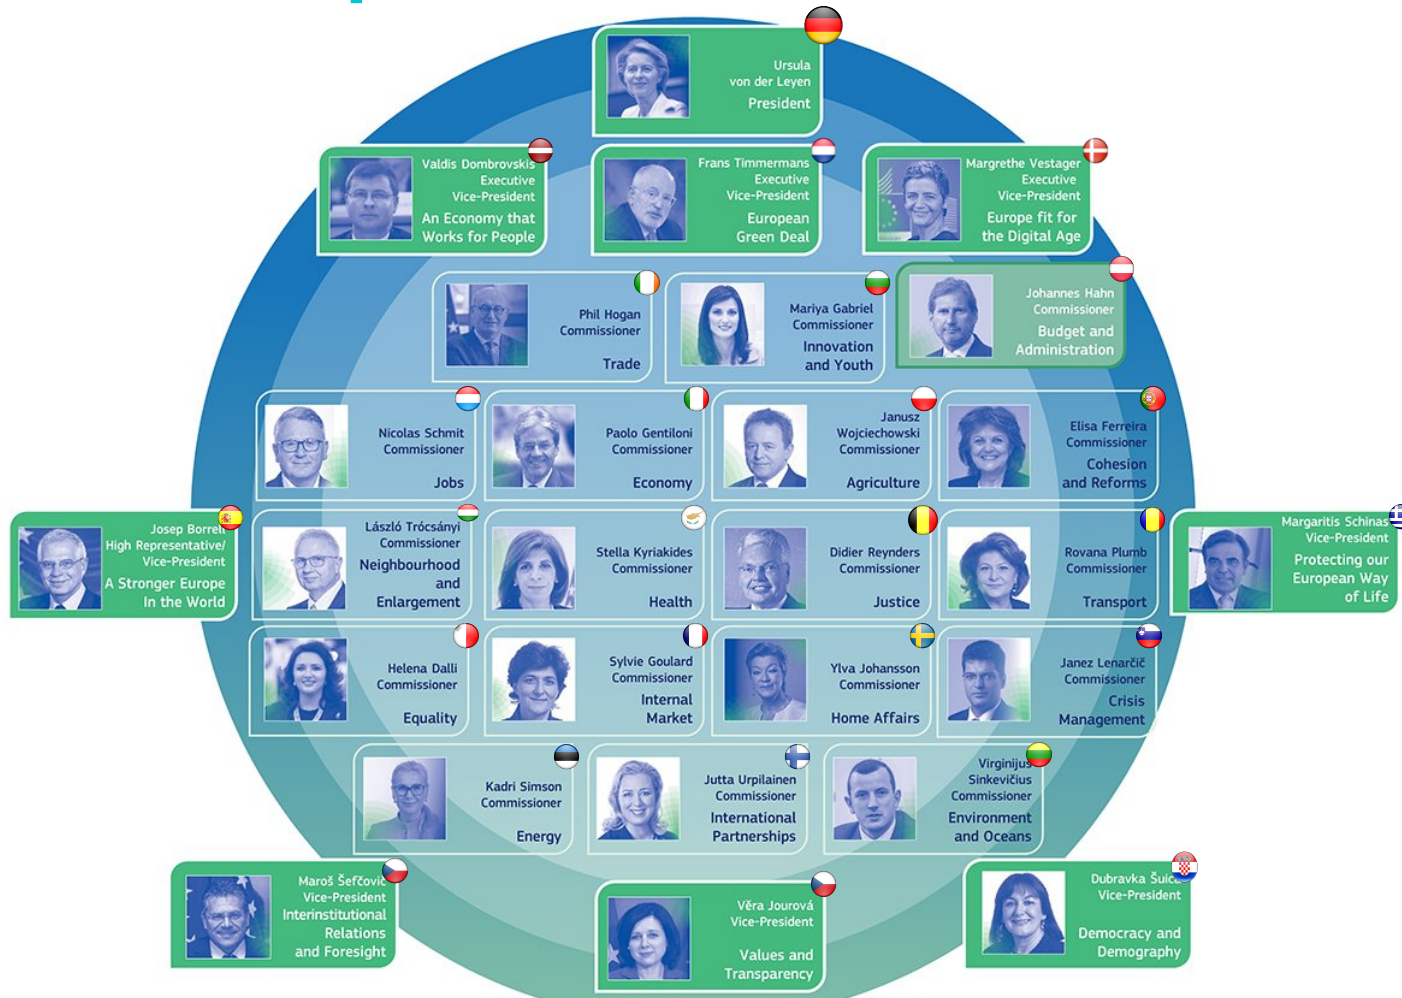 Ursula
von der Leyen
President
Valdis Dombrovskis
Executive
Vice-President
An Economy that
Works for People
Frans Timmermans
Executive
Vice-President
European
Green Deal
Margrethe Vestager
Executive
Vice-President
Europe fit for
the Digital Age
Phil Hogan
Commissioner
Trade
Mariya Gabriel
Commissioner
Innovation
and Youth
Johannes Hahn
Commissioner
Budget and
Administration
Nicolas Schmit
Commissioner
Jobs
Paolo Gentiloni
Commissioner
Economy
Janusz
Wojciechowski
Commissioner
Agriculture
Elisa Ferreira
Commissioner
Cohesion
and Reforms
Josep Borrell
High Representative/
Vice-President
A Stronger Europe
In the World
László Trócsányi
Commissioner
Neighbourhood
and
Enlargement
Stella Kyriakides
Commissioner
Health
Didier Reynders
Commissioner
Justice
Rovana Plumb
Commissioner
Transport
Margaritis Schinas
Vice-President
Protecting our
European Way
of Life
Helena Dalli
Commissioner
Equality
Sylvie Goulard
Commissioner
Internal
Market
Ylva Johansson
Commissioner
Home Affairs
Janez Lenarčič
Commissioner
Crisis
Management
Kadri Simson
Commissioner
Energy
Jutta Urpilainen
Commissioner
International
Partnerships
Virginijus
Sinkevičius
Commissioner
Environment
and Oceans
Maroš Šefčovič
Vice-President
Interinstitutional
Relations
and Foresight
Věra Jourová
Vice-President
Values and
Transparency
Dubravka Šuica
Vice-President
Democracy and
Demography